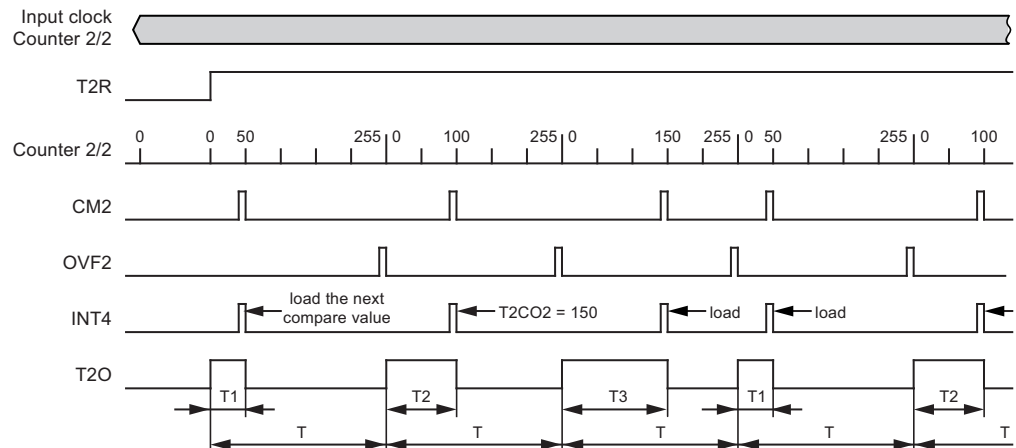 Input clock
Counter 2/2
T2R
0 0 50 255 0 100 255 0 150 255 0 50 255 0 100
Counter 2/2
CM2
OVF2
INT4
load the next
compare value
T2CO2 = 150
load
load
T2O
T1 T2 T3 T1 T2
T T T T T